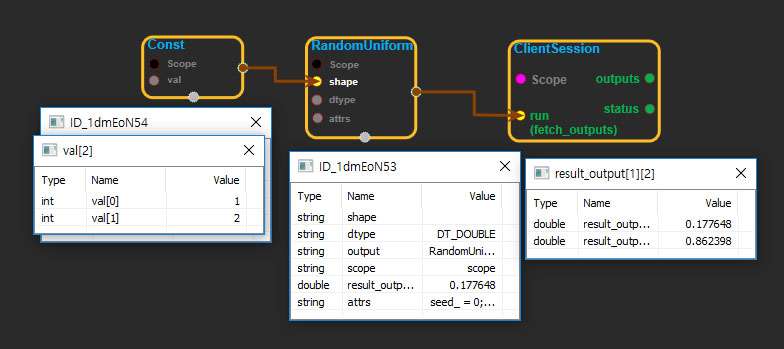 Const
Scope
val
RandomUniform
Scope
shape
dtype
attrs
ClientSession
Scope
outputs
status
run
(fetch_outputs)
ID_1dmEoN54
val[2]
Type Name Value
int val[0] 1
int val[1] 2
ID_1dmEoN53
Type Name Value
string shape
string dtype DT_DOUBLE
string output RandomUni...
string scope scope
double result_outp... 0.177648
string attrs seed_ = 0;...
result_output[1][2]
Type Name Value
double result_outp... 0.177648
double result_outp... 0.862398